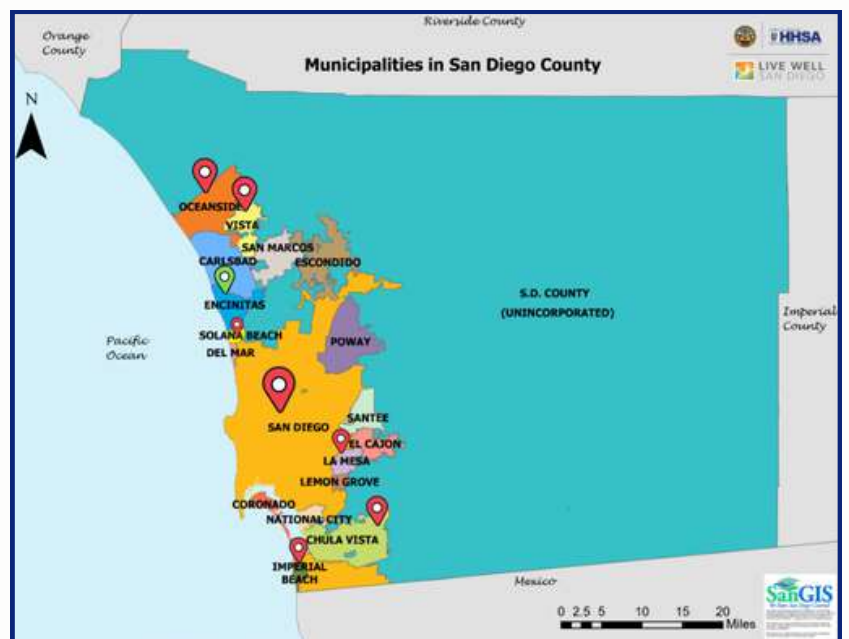 Riverside County
Orange
County
HHSA
Municipalities in San Diego County
LIVE WELL
SAN DIEGO
N
OCEANSIDE
VISTA
SAN MARCOS
CARLSBAD
ESCONDIDO
ENCINITAS
S.D. COUNTY
(UNINCORPORATED)
Imperial
County
SOLANA BEACH
Pacific
Ocean
DEL MAR
POWAY
SANTEE
SAN DIEGO
EL CAJON
LA MESA
LEMON GROVE
CORONADO
NATIONAL CITY
CHULA VISTA
IMPERIAL
BEACH
Mexico
SanGIS
0 2.5 5 10 15 20
Miles